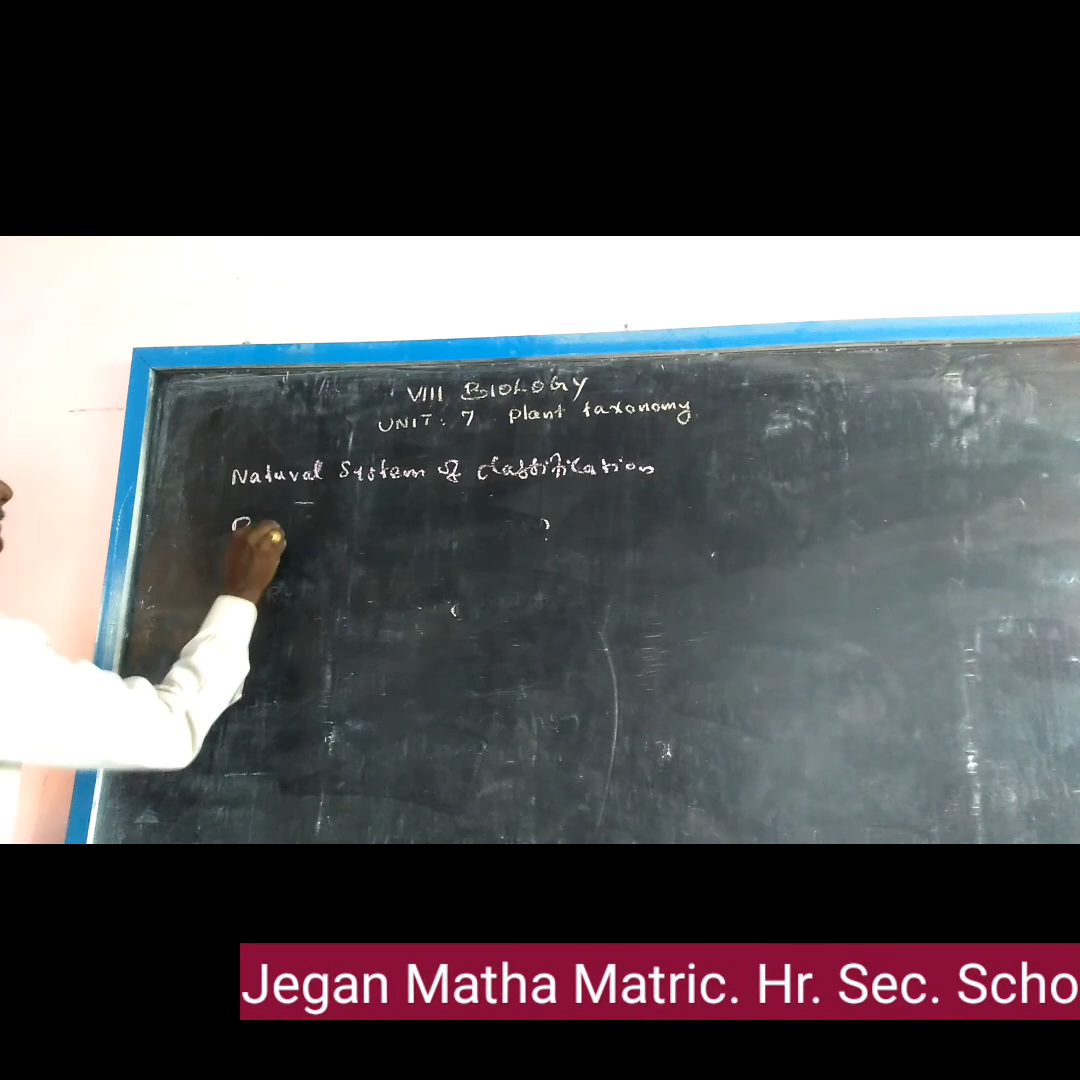 VIII BIOLOGY
UNIT: 7 Plant taxonomy
Natural System of classification
Jegan Matha Matric. Hr. Sec. Scho